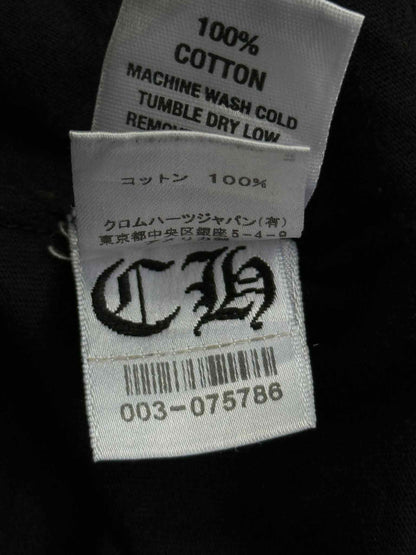 100%
COTTON
MACHINE WASH COLD
TUMBLE DRY LOW
REMOV
コットン 100%
クロムハーツジャパン(有)
東京都中央区銀座5-4-9
CH
003-075786